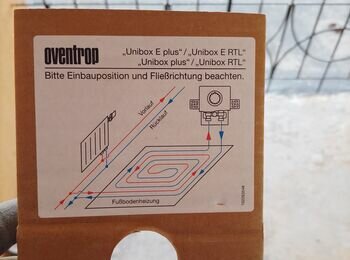 oventrop
„Unibox E plus"/„Unibox E RTL"
„Unibox plus"/„Unibox RTL"
Bitte Einbauposition und Fließrichtung beachten.
Vorlauf
Rücklauf
Fußbodenheizung